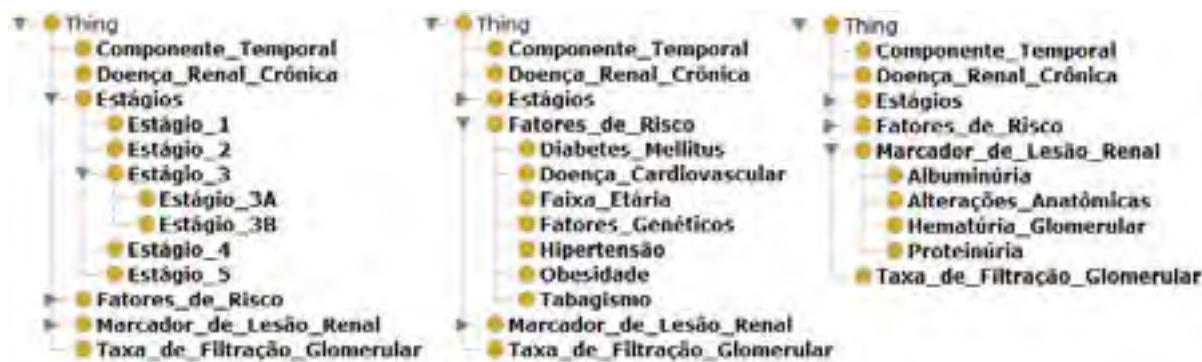 Thing
Componente_Temporal
Doença_Renal_Crônica
Estágios
Estágio_1
Estágio_2
Estágio_3
Estágio_3A
Estágio_3B
Estágio_4
Estágio_5
Fatores_de_Risco
Marcador_de_Lesão_Renal
Taxa_de_Filtração_Glomerular
Thing
Componente_Temporal
Doença_Renal_Crônica
Estágios
Fatores_de_Risco
Diabetes_Mellitus
Doença_Cardiovascular
Faixa_Etária
Fatores_Genéticos
Hipertensão
Obesidade
Tabagismo
Marcador_de_Lesão_Renal
Taxa_de_Filtração_Glomerular
Thing
Componente_Temporal
Doença_Renal_Crônica
Estágios
Fatores_de_Risco
Marcador_de_Lesão_Renal
Albuminúria
Alterações_Anatômicas
Hematúria_Glomerular
Proteinúria
Taxa_de_Filtração_Glomerular